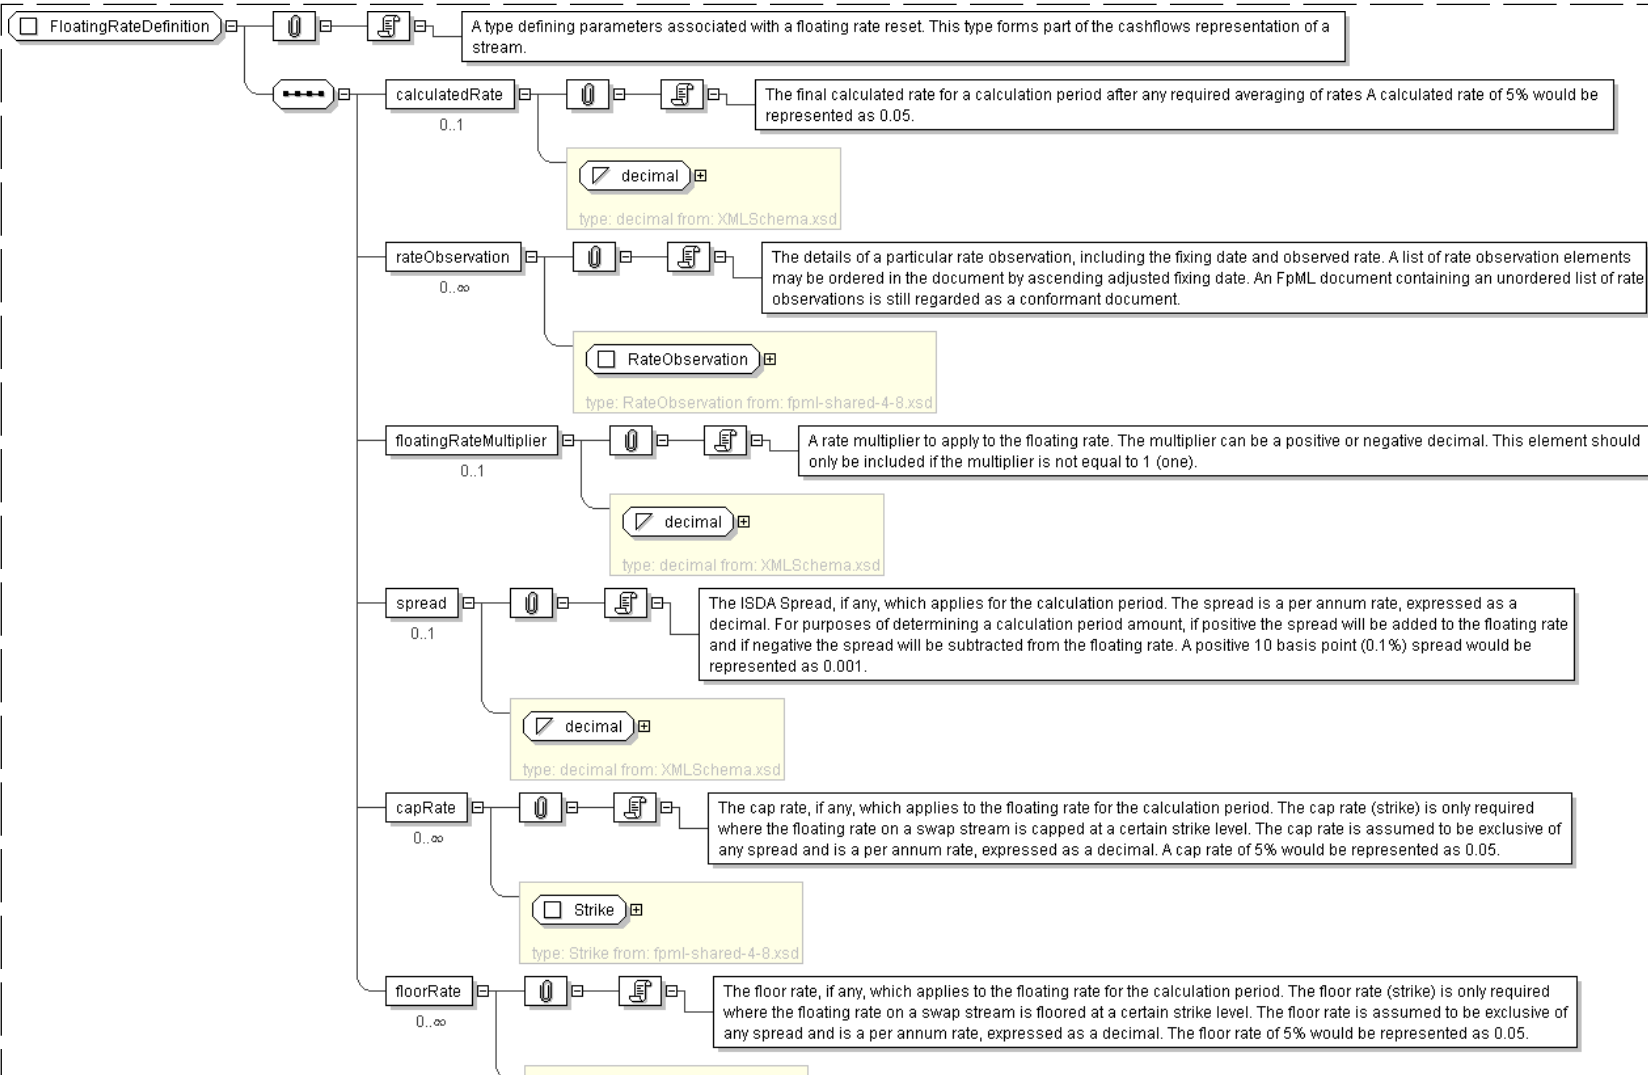 FloatingRateDefinition
A type defining parameters associated with a floating rate reset. This type forms part of the cashflows representation of a
stream.
calculatedRate
0..1
The final calculated rate for a calculation period after any required averaging of rates A calculated rate of 5% would be
represented as 0.05.
decimal
type: decimal from: XMLSchema.xsd
rateObservation
0..∞
The details of a particular rate observation, including the fixing date and observed rate. A list of rate observation elements
may be ordered in the document by ascending adjusted fixing date. An FpML document containing an unordered list of rate
observations is still regarded as a conformant document.
RateObservation
type: RateObservation from: fpml-shared-4-8.xsd
floatingRateMultiplier
0..1
A rate multiplier to apply to the floating rate. The multiplier can be a positive or negative decimal. This element should
only be included if the multiplier is not equal to 1 (one).
decimal
type: decimal from: XMLSchema.xsd
spread
0..1
The ISDA Spread, if any, which applies for the calculation period. The spread is a per annum rate, expressed as a
decimal. For purposes of determining a calculation period amount, if positive the spread will be added to the floating rate
and if negative the spread will be subtracted from the floating rate. A positive 10 basis point (0.1%) spread would be
represented as 0.001.
decimal
type: decimal from: XMLSchema.xsd
capRate
0..∞
The cap rate, if any, which applies to the floating rate for the calculation period. The cap rate (strike) is only required
where the floating rate on a swap stream is capped at a certain strike level. The cap rate is assumed to be exclusive of
any spread and is a per annum rate, expressed as a decimal. A cap rate of 5% would be represented as 0.05.
Strike
type: Strike from: fpml-shared-4-8.xsd
floorRate
0..∞
The floor rate, if any, which applies to the floating rate for the calculation period. The floor rate (strike) is only required
where the floating rate on a swap stream is floored at a certain strike level. The floor rate is assumed to be exclusive of
any spread and is a per annum rate, expressed as a decimal. The floor rate of 5% would be represented as 0.05.